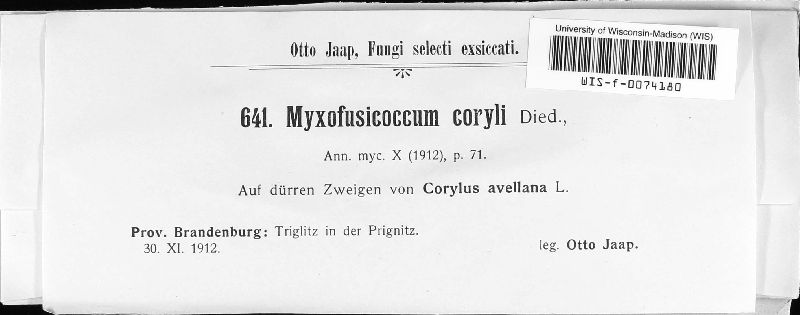 Otto Jaap, Fungi selecti exsiccati.
University of Wisconsin-Madison (WIS)
WIS-f-0074180
641. Myxofusicoccum coryli Died.,
Ann. myc. X (1912), p. 71.
Auf dürren Zweigen von Corylus avellana L.
Prov. Brandenburg: Triglitz in der Prignitz.
30. XI. 1912.
leg. Otto Jaap.